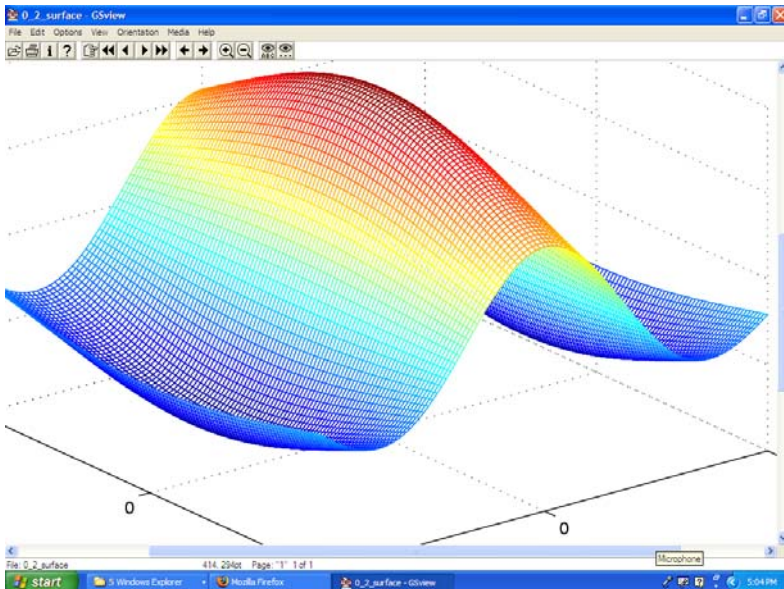 0_2_surface - GSview
File Edit Options View Orientation Media Help
0
0
Microphone
File: 0_2_surface 414, 294pt Page: "1" 1 of 1
start 5 Windows Explorer Mozilla Firefox 0_2_surface - GSview 5:04 PM